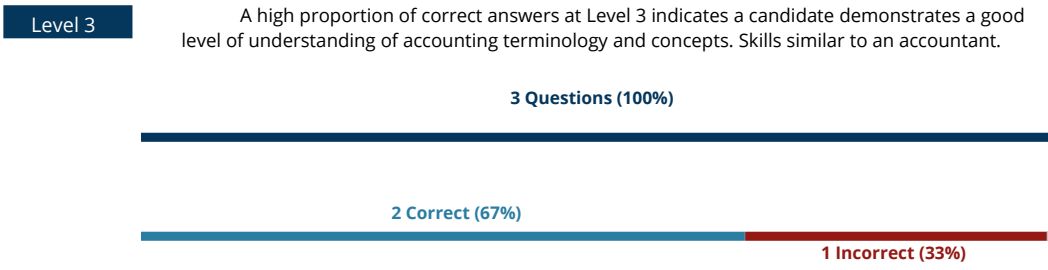 Level 3
A high proportion of correct answers at Level 3 indicates a candidate demonstrates a good
level of understanding of accounting terminology and concepts. Skills similar to an accountant.
3 Questions (100%)
2 Correct (67%)
1 Incorrect (33%)